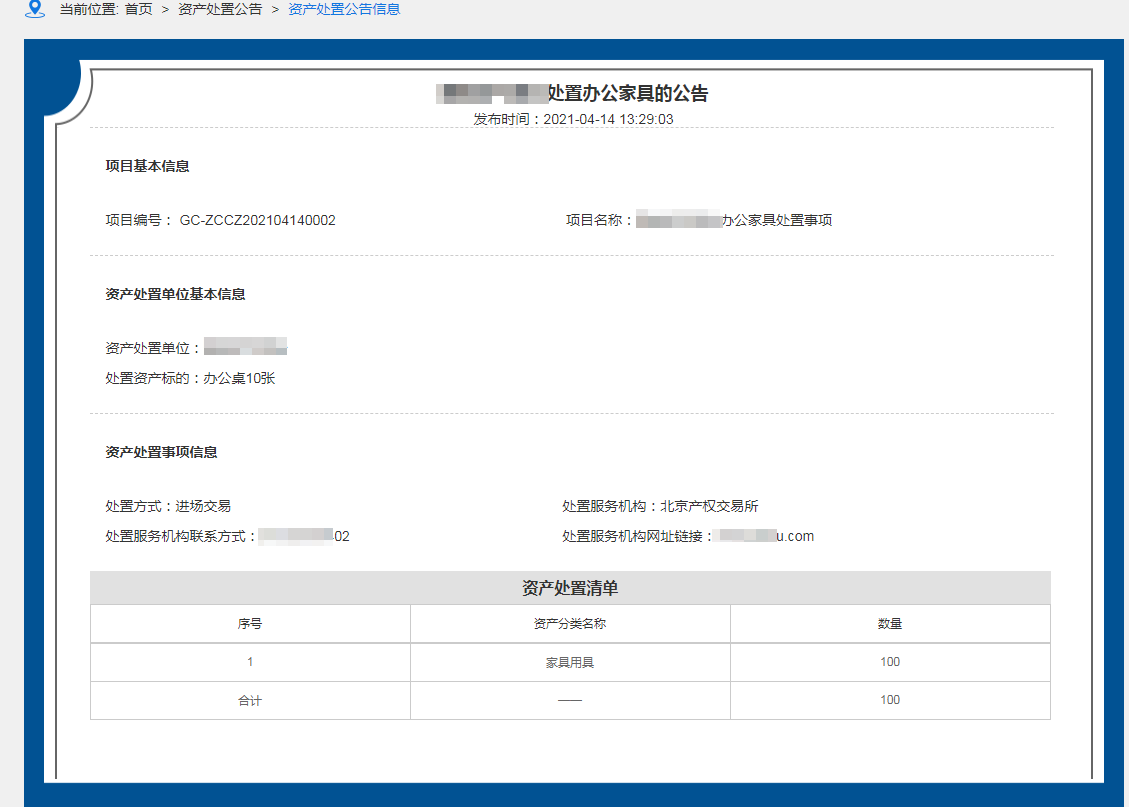 当前位置: 首页 > 资产处置公告 > 资产处置公告信息
处置办公家具的公告
发布时间：2021-04-14 13:29:03
项目基本信息
项目编号： GC-ZCCZ202104140002 项目名称： 办公家具处置事项
资产处置单位基本信息
资产处置单位：
处置资产标的：办公桌10张
资产处置事项信息
处置方式：进场交易 处置服务机构：北京产权交易所
处置服务机构联系方式： 02 处置服务机构网址链接： u.com
资产处置清单
序号 资产分类名称 数量
1 家具用具 100
合计 —— 100